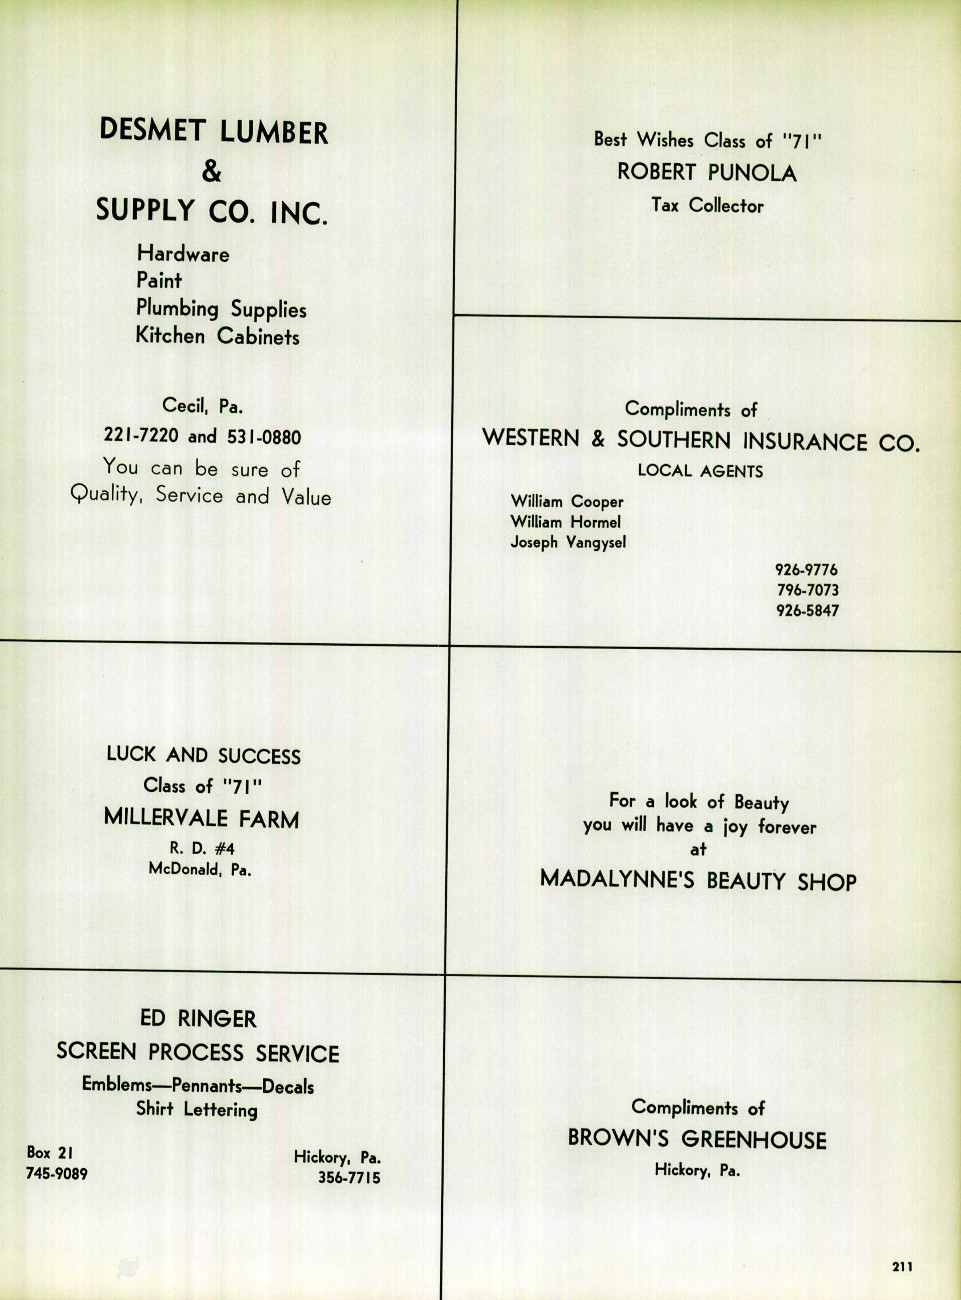 DESMET LUMBER
&
SUPPLY CO. INC.
Hardware
Paint
Plumbing Supplies
Kitchen Cabinets
Cecil, Pa.
221-7220 and 531-0880
You can be sure of
Quality, Service and Value
Best Wishes Class of "71"
ROBERT PUNOLA
Tax Collector
Compliments of
WESTERN & SOUTHERN INSURANCE CO.
LOCAL AGENTS
William Cooper
William Hormel
Joseph Vangysel
926-9776
796-7073
926-5847
LUCK AND SUCCESS
Class of "71"
MILLERVALE FARM
R. D. #4
McDonald, Pa.
For a look of Beauty
you will have a joy forever
at
MADALYNNE'S BEAUTY SHOP
ED RINGER
SCREEN PROCESS SERVICE
Emblems—Pennants—Decals
Shirt Lettering
Box 21
745-9089
Hickory, Pa.
356-7715
Compliments of
BROWN'S GREENHOUSE
Hickory, Pa.
211